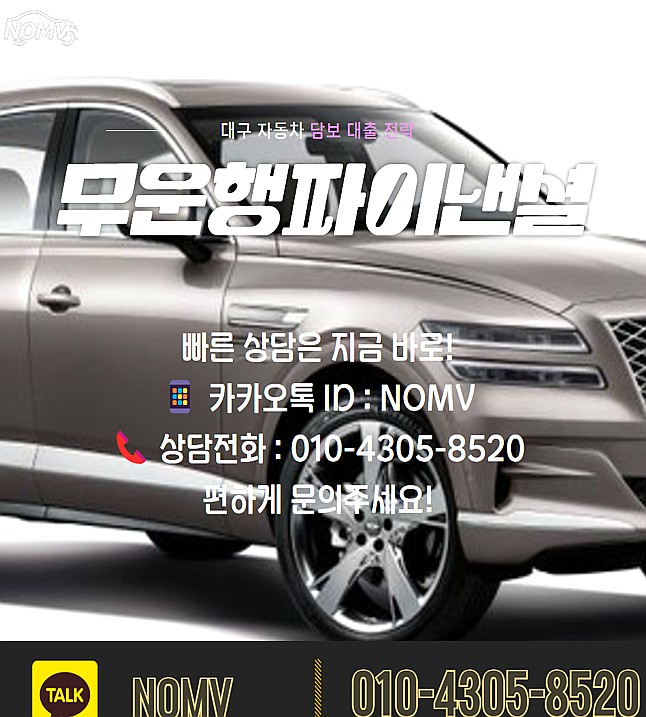 NOMV
대구 자동차 담보 대출 전략
무운행파이낸셜
빠른 상담은 지금 바로!
카카오톡 ID : NOMV
상담전화 : 010-4305-8520
편하게 문의주세요!
TALK
NOMV
010-4305-8520